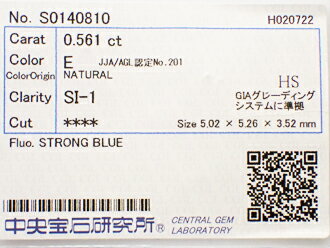 No. S0140810 H020722
Carat 0.561 ct
Color E JJA/AGL認定No.201
ColorOrigin NATURAL
Clarity SI-1 HS
GIAグレーディング
システムに準拠
Cut **** Size 5.02 × 5.26 × 3.52 mm
Fluo. STRONG BLUE
中央宝石研究所® CENTRAL GEM
LABORATORY